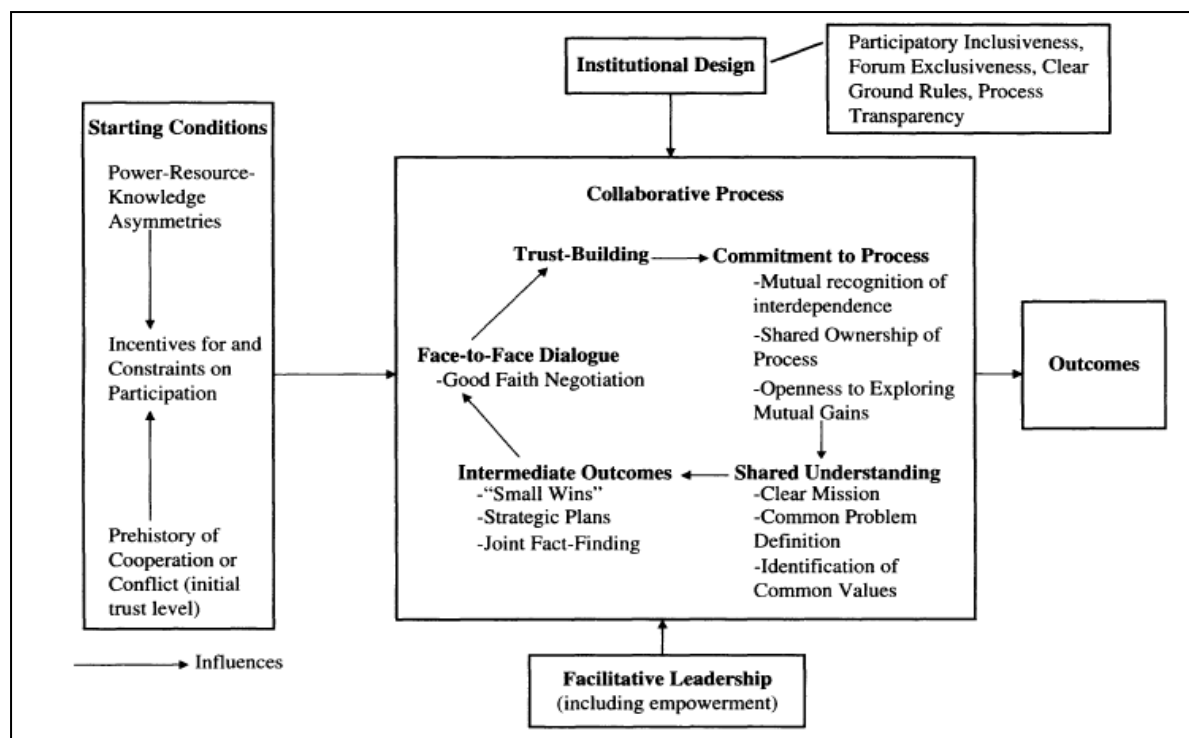 Institutional Design
Participatory Inclusiveness,
Forum Exclusiveness, Clear
Ground Rules, Process
Transparency
Starting Conditions
Power-Resource-
Knowledge
Asymmetries
Incentives for and
Constraints on
Participation
Prehistory of
Cooperation or
Conflict (initial
trust level)
Influences
Collaborative Process
Trust-Building
Commitment to Process
-Mutual recognition of
interdependence
-Shared Ownership of
Process
-Openness to Exploring
Mutual Gains
Face-to-Face Dialogue
-Good Faith Negotiation
Intermediate Outcomes
-“Small Wins”
-Strategic Plans
-Joint Fact-Finding
Shared Understanding
-Clear Mission
-Common Problem
Definition
-Identification of
Common Values
Outcomes
Facilitative Leadership
(including empowerment)